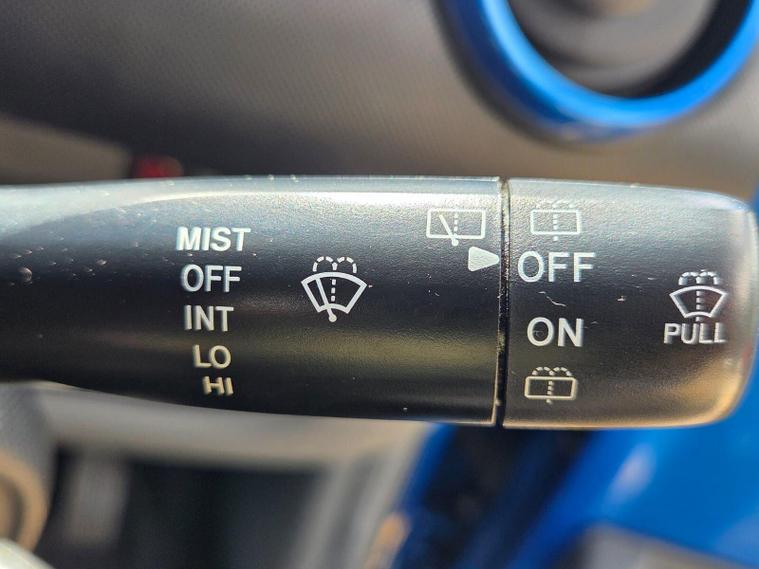 MIST
OFF
INT
LO
HI
OFF
ON
PULL